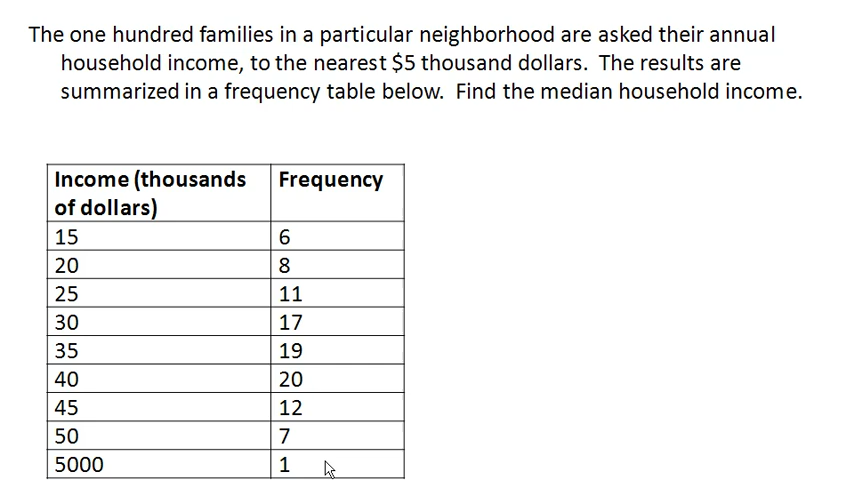 The one hundred families in a particular neighborhood are asked their annual
household income, to the nearest $5 thousand dollars.  The results are
summarized in a frequency table below.  Find the median household income.
Income (thousands of dollars) Frequency
15 6
20 8
25 11
30 17
35 19
40 20
45 12
50 7
5000 1